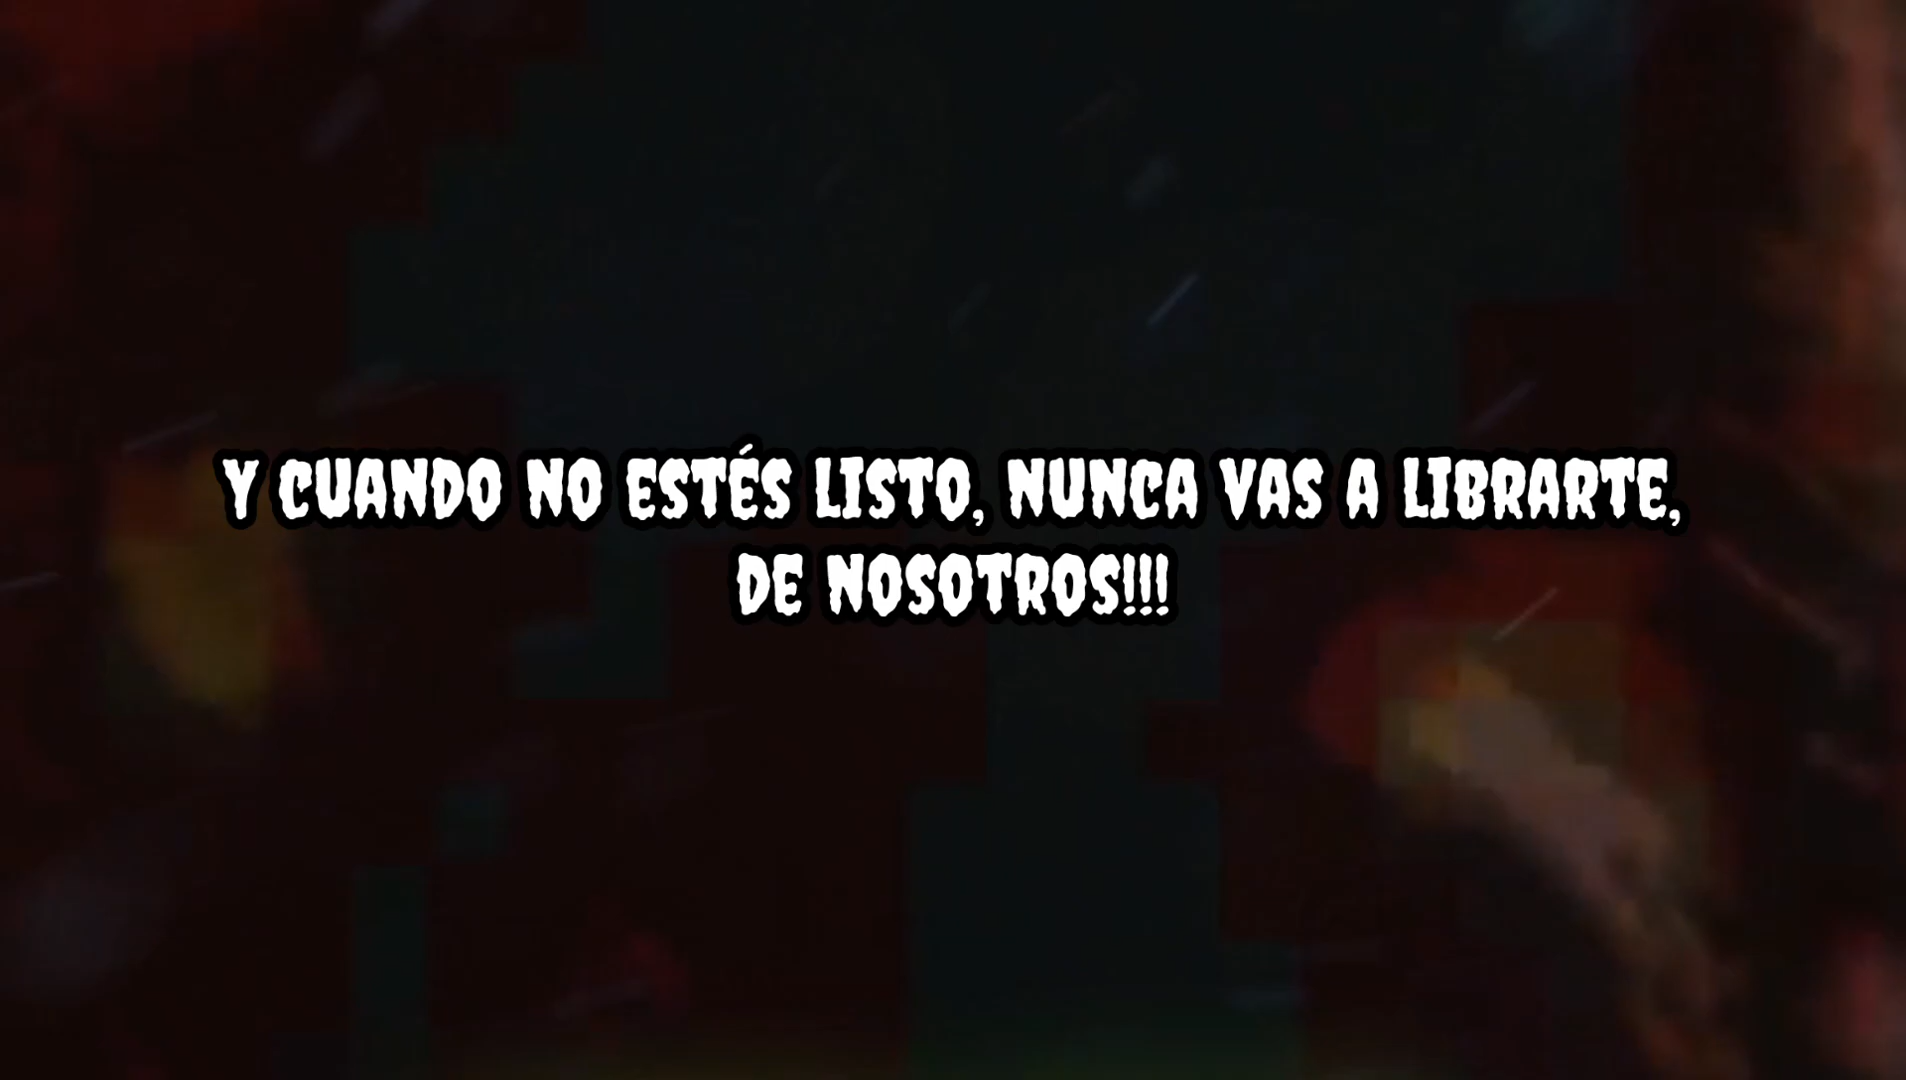 Y CUANDO NO ESTÉS LISTO, NUNCA VAS A LIBRARTE,
DE NOSOTROS!!!